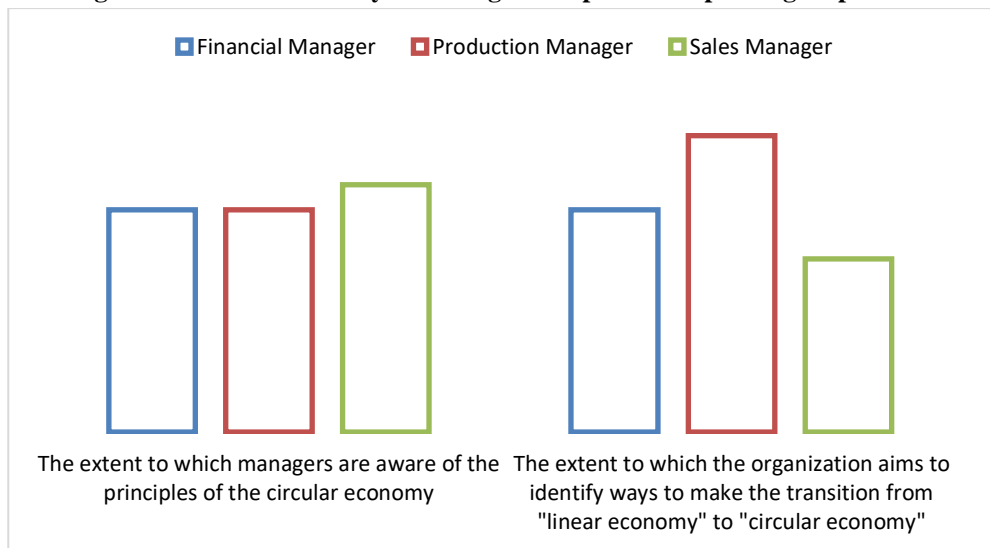 Financial Manager Production Manager Sales Manager
The extent to which managers are aware of the
principles of the circular economy
The extent to which the organization aims to
identify ways to make the transition from
"linear economy" to "circular economy"